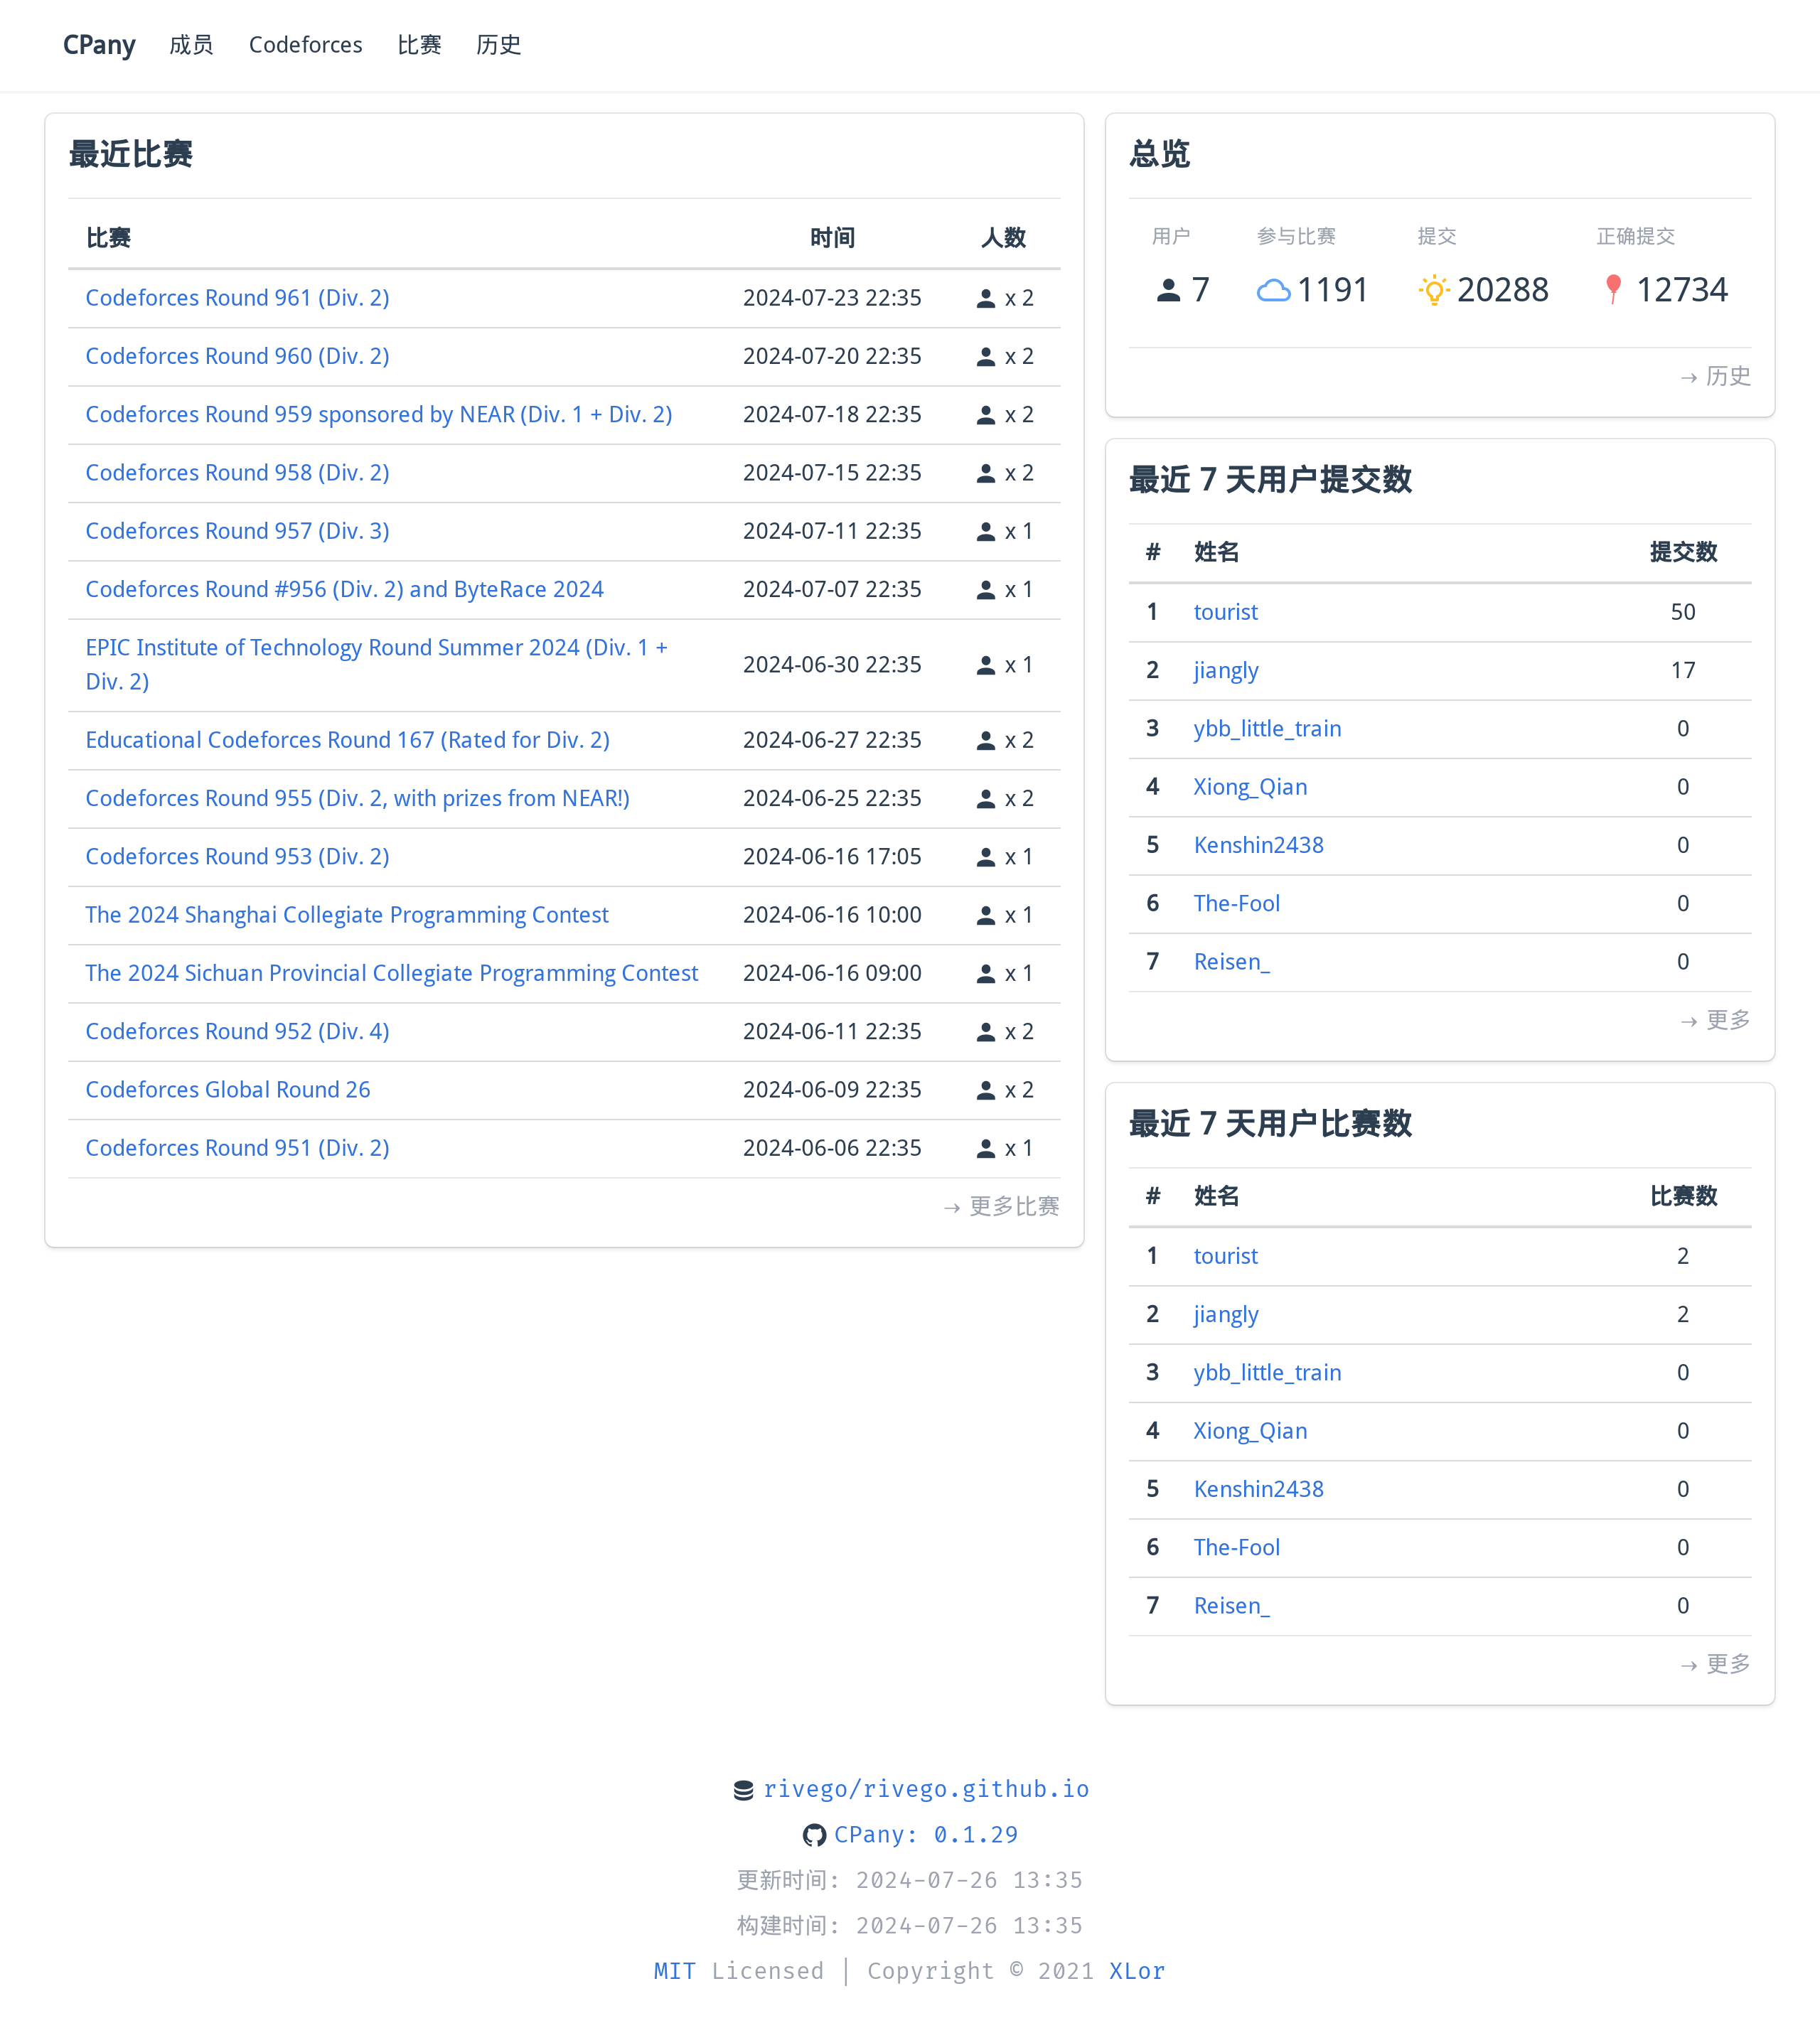 CPany 成员 Codeforces 比赛 历史
最近比赛
比赛 时间 人数
Codeforces Round 961 (Div. 2) 2024-07-23 22:35 x 2
Codeforces Round 960 (Div. 2) 2024-07-20 22:35 x 2
Codeforces Round 959 sponsored by NEAR (Div. 1 + Div. 2) 2024-07-18 22:35 x 2
Codeforces Round 958 (Div. 2) 2024-07-15 22:35 x 2
Codeforces Round 957 (Div. 3) 2024-07-11 22:35 x 1
Codeforces Round #956 (Div. 2) and ByteRace 2024 2024-07-07 22:35 x 1
EPIC Institute of Technology Round Summer 2024 (Div. 1 +
Div. 2) 2024-06-30 22:35 x 1
Educational Codeforces Round 167 (Rated for Div. 2) 2024-06-27 22:35 x 2
Codeforces Round 955 (Div. 2, with prizes from NEAR!) 2024-06-25 22:35 x 2
Codeforces Round 953 (Div. 2) 2024-06-16 17:05 x 1
The 2024 Shanghai Collegiate Programming Contest 2024-06-16 10:00 x 1
The 2024 Sichuan Provincial Collegiate Programming Contest 2024-06-16 09:00 x 1
Codeforces Round 952 (Div. 4) 2024-06-11 22:35 x 2
Codeforces Global Round 26 2024-06-09 22:35 x 2
Codeforces Round 951 (Div. 2) 2024-06-06 22:35 x 1
→ 更多比赛
总览
用户 参与比赛 提交 正确提交
7 1191 20288 12734
→ 历史
最近 7 天用户提交数
# 姓名 提交数
1 tourist 50
2 jiangly 17
3 ybb_little_train 0
4 Xiong_Qian 0
5 Kenshin2438 0
6 The-Fool 0
7 Reisen_ 0
→ 更多
最近 7 天用户比赛数
# 姓名 比赛数
1 tourist 2
2 jiangly 2
3 ybb_little_train 0
4 Xiong_Qian 0
5 Kenshin2438 0
6 The-Fool 0
7 Reisen_ 0
→ 更多
rivego/rivego.github.io
CPany: 0.1.29
更新时间: 2024-07-26 13:35
构建时间: 2024-07-26 13:35
MIT Licensed | Copyright © 2021 XLor